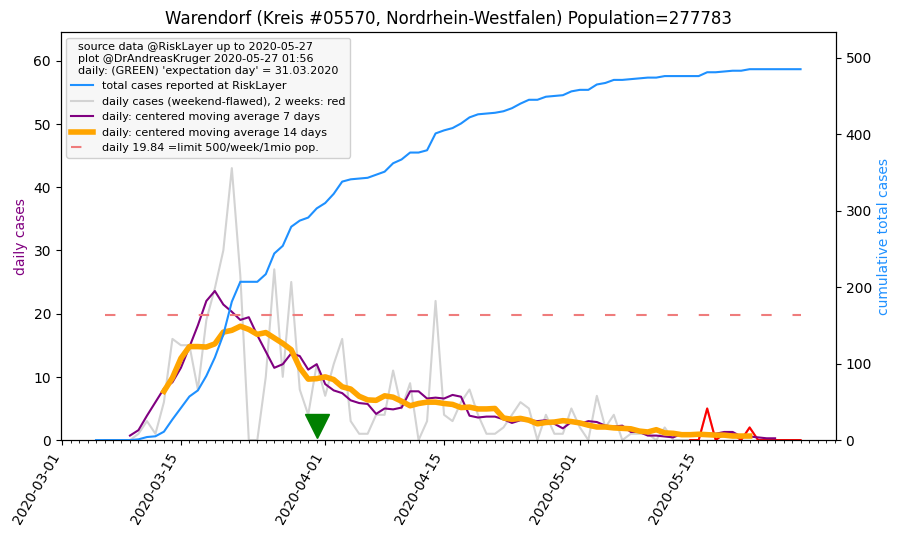 Warendorf (Kreis #05570, Nordrhein-Westfalen) Population=277783
source data @RiskLayer up to 2020-05-27
plot @DrAndreasKruger 2020-05-27 01:56
daily: (GREEN) 'expectation day' = 31.03.2020
total cases reported at RiskLayer
daily cases (weekend-flawed), 2 weeks: red
daily: centered moving average 7 days
daily: centered moving average 14 days
daily 19.84 =limit 500/week/1mio pop.
daily cases
60
50
40
30
20
10
0
cumulative total cases
500
400
300
200
100
0
2020-03-01
2020-03-15
2020-04-01
2020-04-15
2020-05-01
2020-05-15